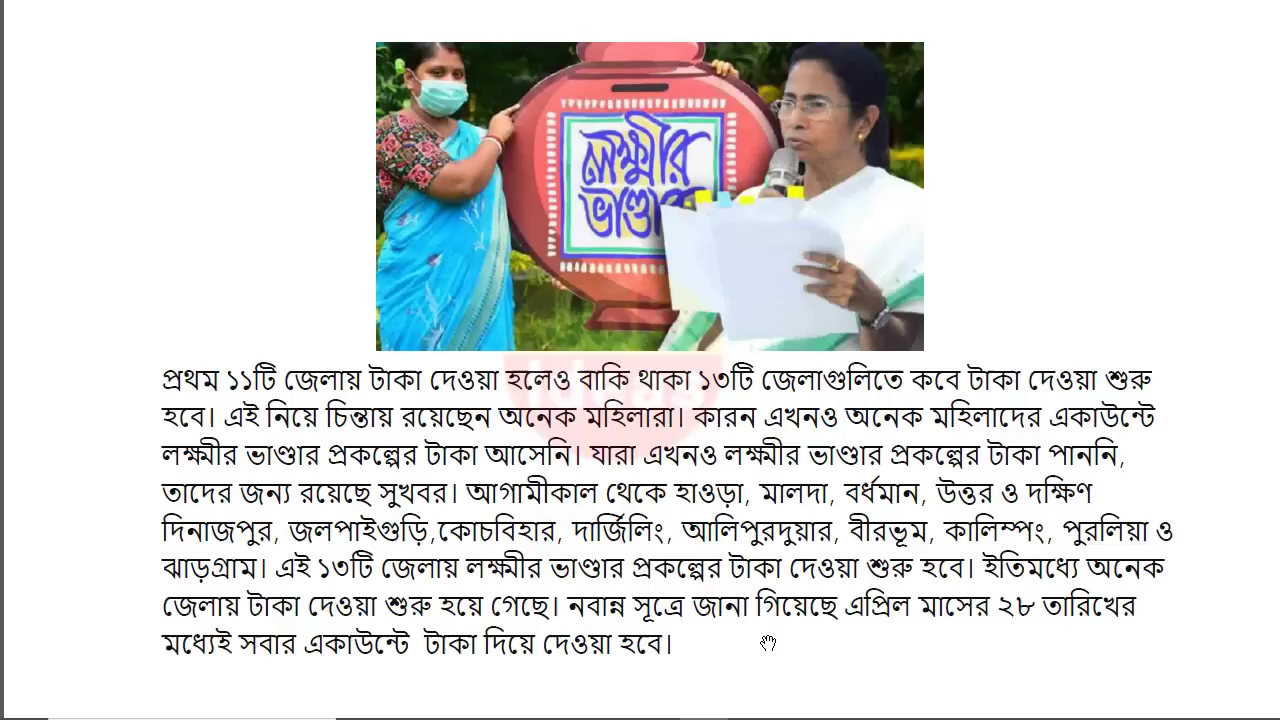 লক্ষ্মীর
ভাণ্ডার
ideas
প্রথম ১১টি জেলায় টাকা দেওয়া হলেও বাকি থাকা ১৩টি জেলাগুলিতে কবে টাকা দেওয়া শুরু
হবে। এই নিয়ে চিন্তায় রয়েছেন অনেক মহিলারা। কারন এখনও অনেক মহিলাদের একাউন্টে
লক্ষ্মীর ভাণ্ডার প্রকল্পের টাকা আসেনি। যারা এখনও লক্ষ্মীর ভাণ্ডার প্রকল্পের টাকা পাননি,
তাদের জন্য রয়েছে সুখবর। আগামীকাল থেকে হাওড়া, মালদা, বর্ধমান, উত্তর ও দক্ষিণ
দিনাজপুর, জলপাইগুড়ি,কোচবিহার, দার্জিলিং, আলিপুরদুয়ার, বীরভূম, কালিম্পং, পুরলিয়া ও
ঝাড়গ্রাম। এই ১৩টি জেলায় লক্ষ্মীর ভাণ্ডার প্রকল্পের টাকা দেওয়া শুরু হবে। ইতিমধ্যে অনেক
জেলায় টাকা দেওয়া শুরু হয়ে গেছে। নবান্ন সূত্রে জানা গিয়েছে এপ্রিল মাসের ২৮ তারিখের
মধ্যেই সবার একাউন্টে টাকা দিয়ে দেওয়া হবে।